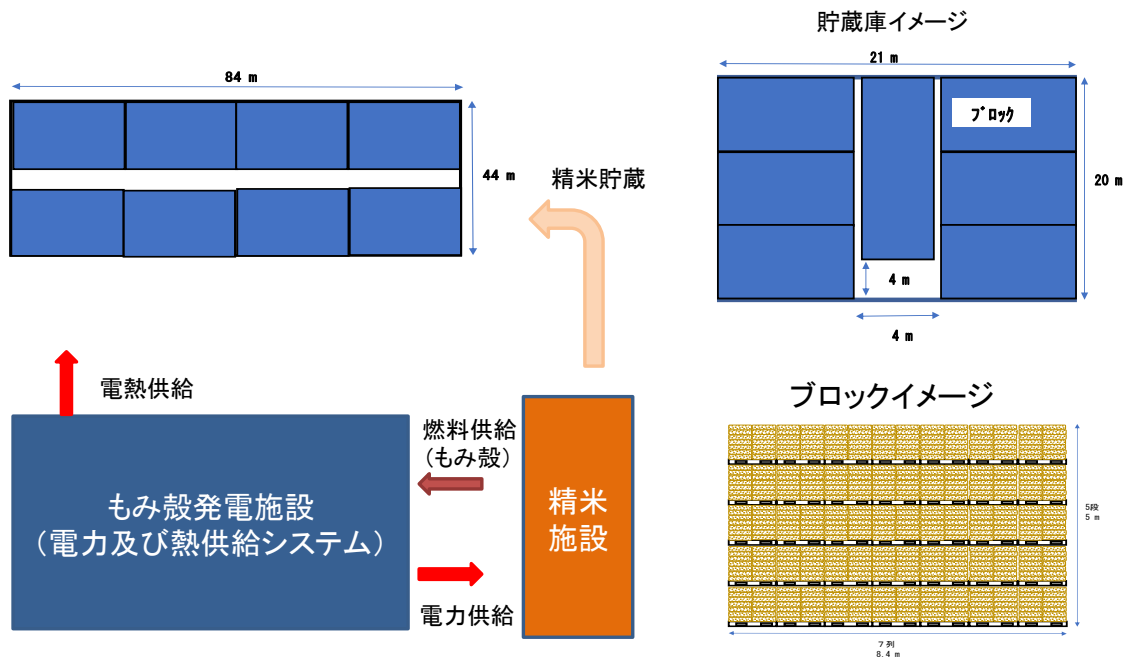 貯蔵庫イメージ
84 m
44 m
21 m
ブロック
20 m
4 m
4 m
精米貯蔵
電熱供給
もみ殻発電施設
（電力及び熱供給システム）
燃料供給
（もみ殻）
電力供給
精米
施設
ブロックイメージ
5段
5 m
7列
8.4 m